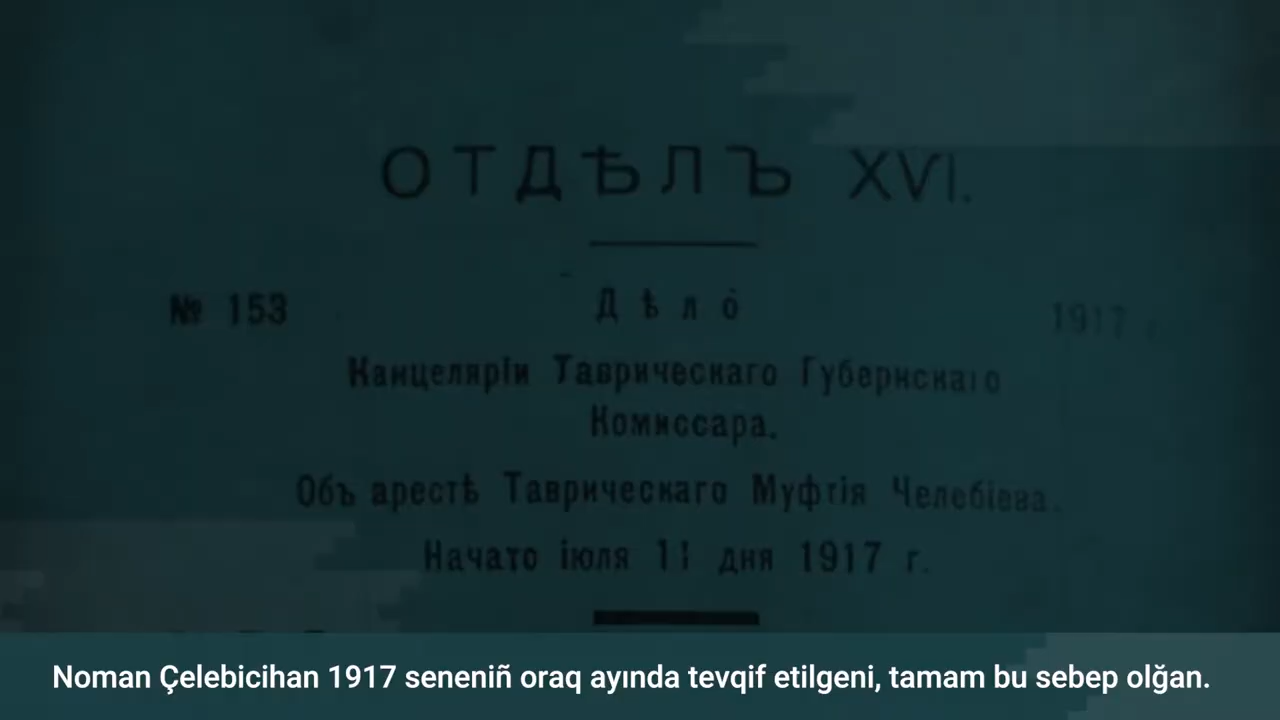 ОТДѢЛЪ XVI.
№ 153 Дѣло 1917 г.
Канцеляріи Таврическаго Губернскаго
Комиссара.
Объ арестѣ Таврическаго Муфтія Челебіева.
Начато іюля 11 дня 1917 г.
Noman Çelebicihan 1917 seneniñ oraq ayında tevqif etilgeni, tamam bu sebep olğan.